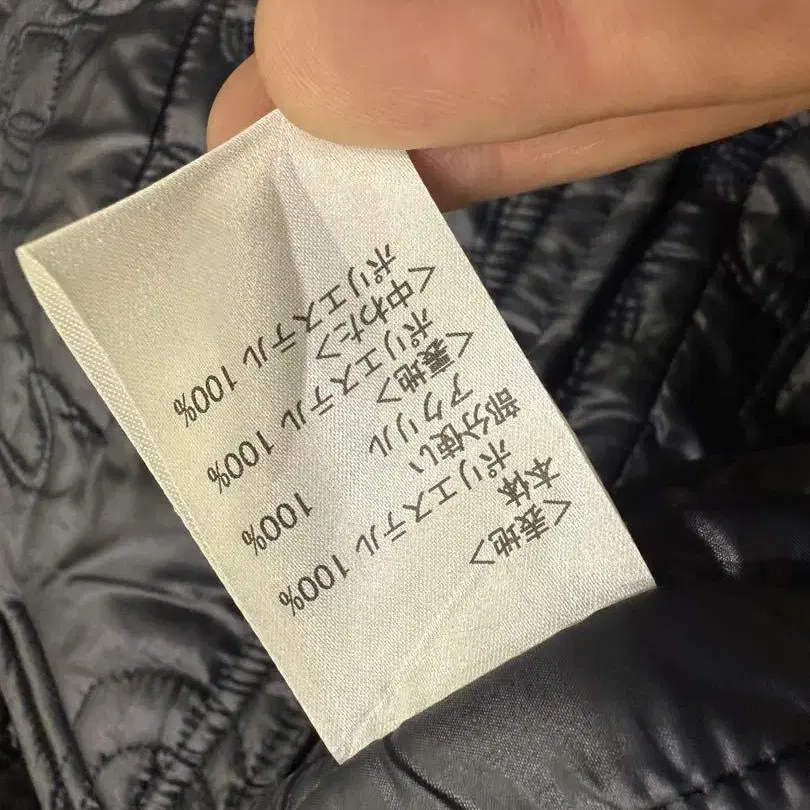 <表地>
本体
ポリエステル 100%
部分使い
アクリル 100%
<裏地>
ポリエステル 100%
<中わた>
ポリエステル 100%